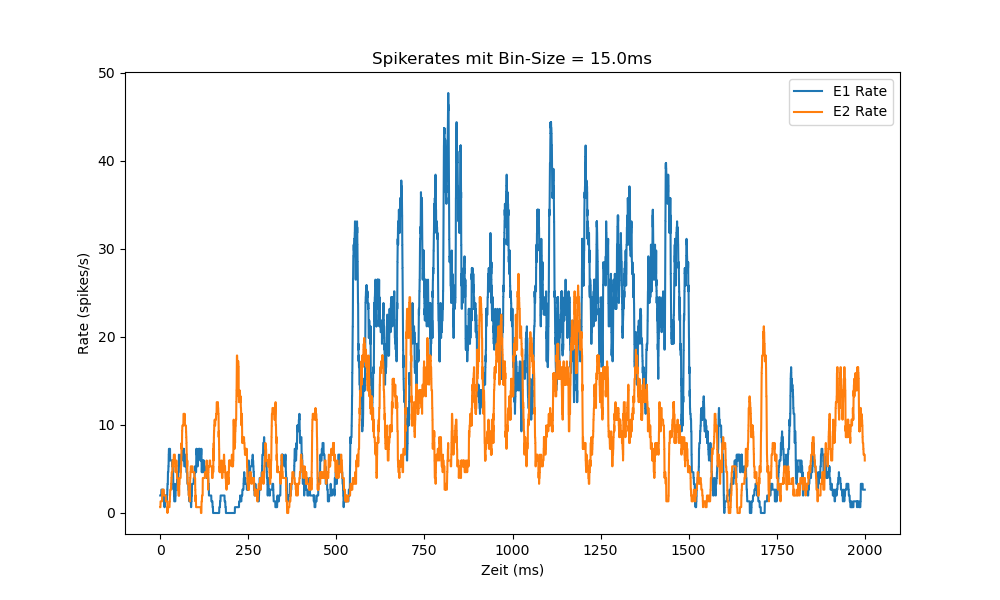 Spikerates mit Bin-Size = 15.0ms
E1 Rate
E2 Rate
Rate (spikes/s)
50
40
30
20
10
0
0 250 500 750 1000 1250 1500 1750 2000
Zeit (ms)